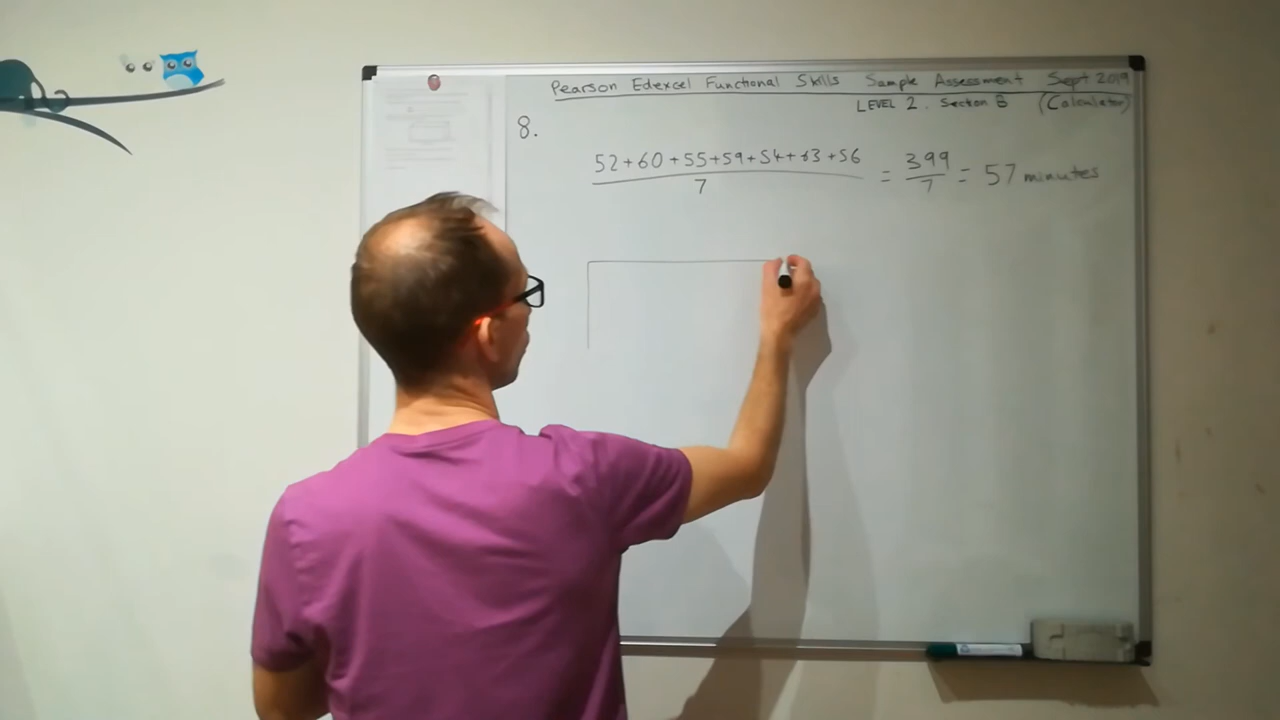 Pearson Edexcel Functional Skills Sample Assessment Sept 2019
LEVEL 2. Section B (Calculator)
8.
52+60+55+59+54+63+56
7
= 399/7 = 57 minutes